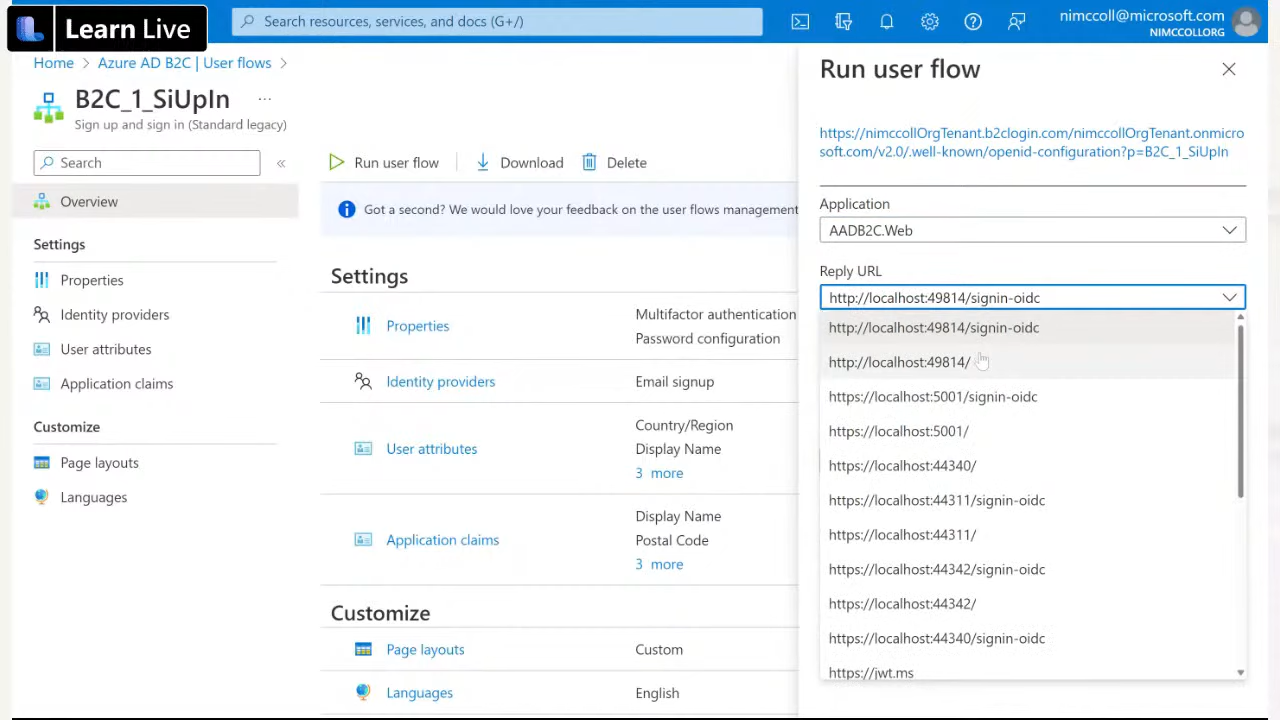 Learn Live
Search resources, services, and docs (G+/)
nimccoll@microsoft.com
NIMCCOLLORG
Home > Azure AD B2C | User flows >
B2C_1_SiUpIn ...
Sign up and sign in (Standard legacy)
Search
«
Overview
Settings
Properties
Identity providers
User attributes
Application claims
Customize
Page layouts
Languages
Run user flow
Download
Delete
Got a second? We would love your feedback on the user flows management
Settings
Properties
Multifactor authentication
Password configuration
Identity providers
Email signup
User attributes
Country/Region
Display Name
3 more
Application claims
Display Name
Postal Code
3 more
Customize
Page layouts
Custom
Languages
English
Run user flow
https://nimccollOrgTenant.b2clogin.com/nimccollOrgTenant.onmicro
soft.com/v2.0/.well-known/openid-configuration?p=B2C_1_SiUpIn
Application
AADB2C.Web
Reply URL
http://localhost:49814/signin-oidc
http://localhost:49814/signin-oidc
http://localhost:49814/
https://localhost:5001/signin-oidc
https://localhost:5001/
https://localhost:44340/
https://localhost:44311/signin-oidc
https://localhost:44311/
https://localhost:44342/signin-oidc
https://localhost:44342/
https://localhost:44340/signin-oidc
https://jwt.ms